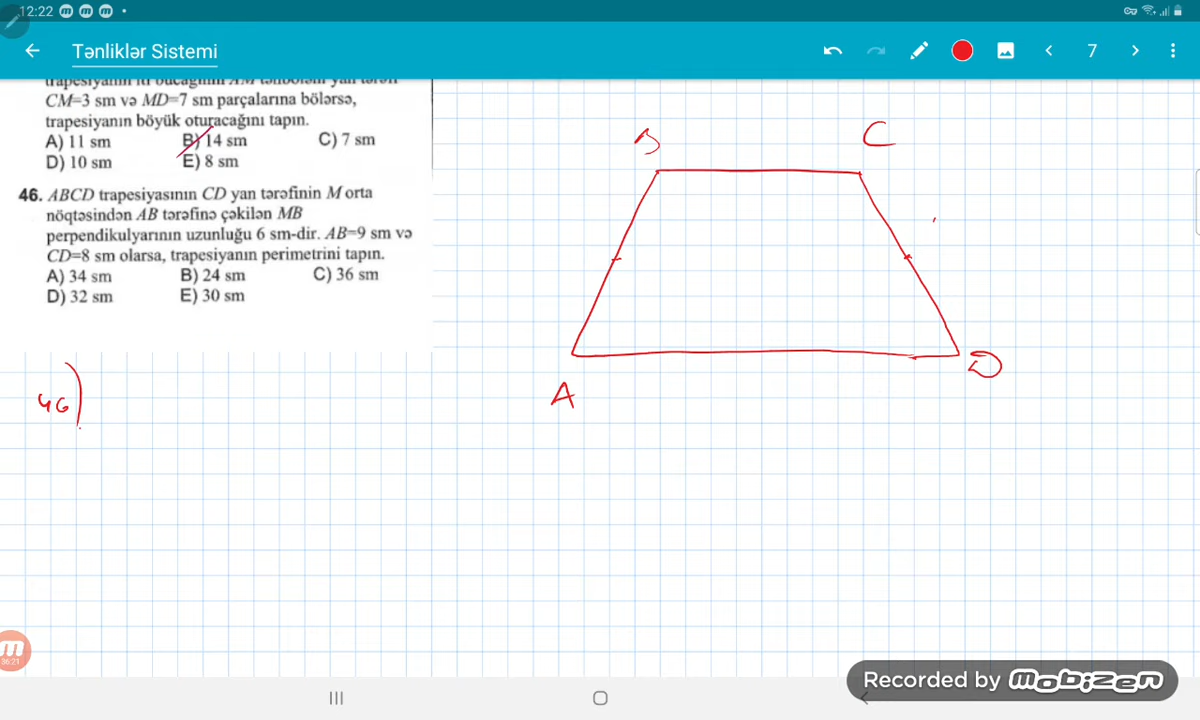 12:22
Tənliklər Sistemi
7
CM=3 sm və MD=7 sm parçalarına bölərsə,
trapesiyanın böyük oturacağını tapın.
A) 11 sm B) 14 sm C) 7 sm
D) 10 sm E) 8 sm
46. ABCD trapesiyasının CD yan tərəfinin M orta
nöqtəsindən AB tərəfinə çəkilən MB
perpendikulyarının uzunluğu 6 sm-dir. AB=9 sm və
CD=8 sm olarsa, trapesiyanın perimetrini tapın.
A) 34 sm B) 24 sm C) 36 sm
D) 32 sm E) 30 sm
46)
B C
A D
36:21
Recorded by mobizen